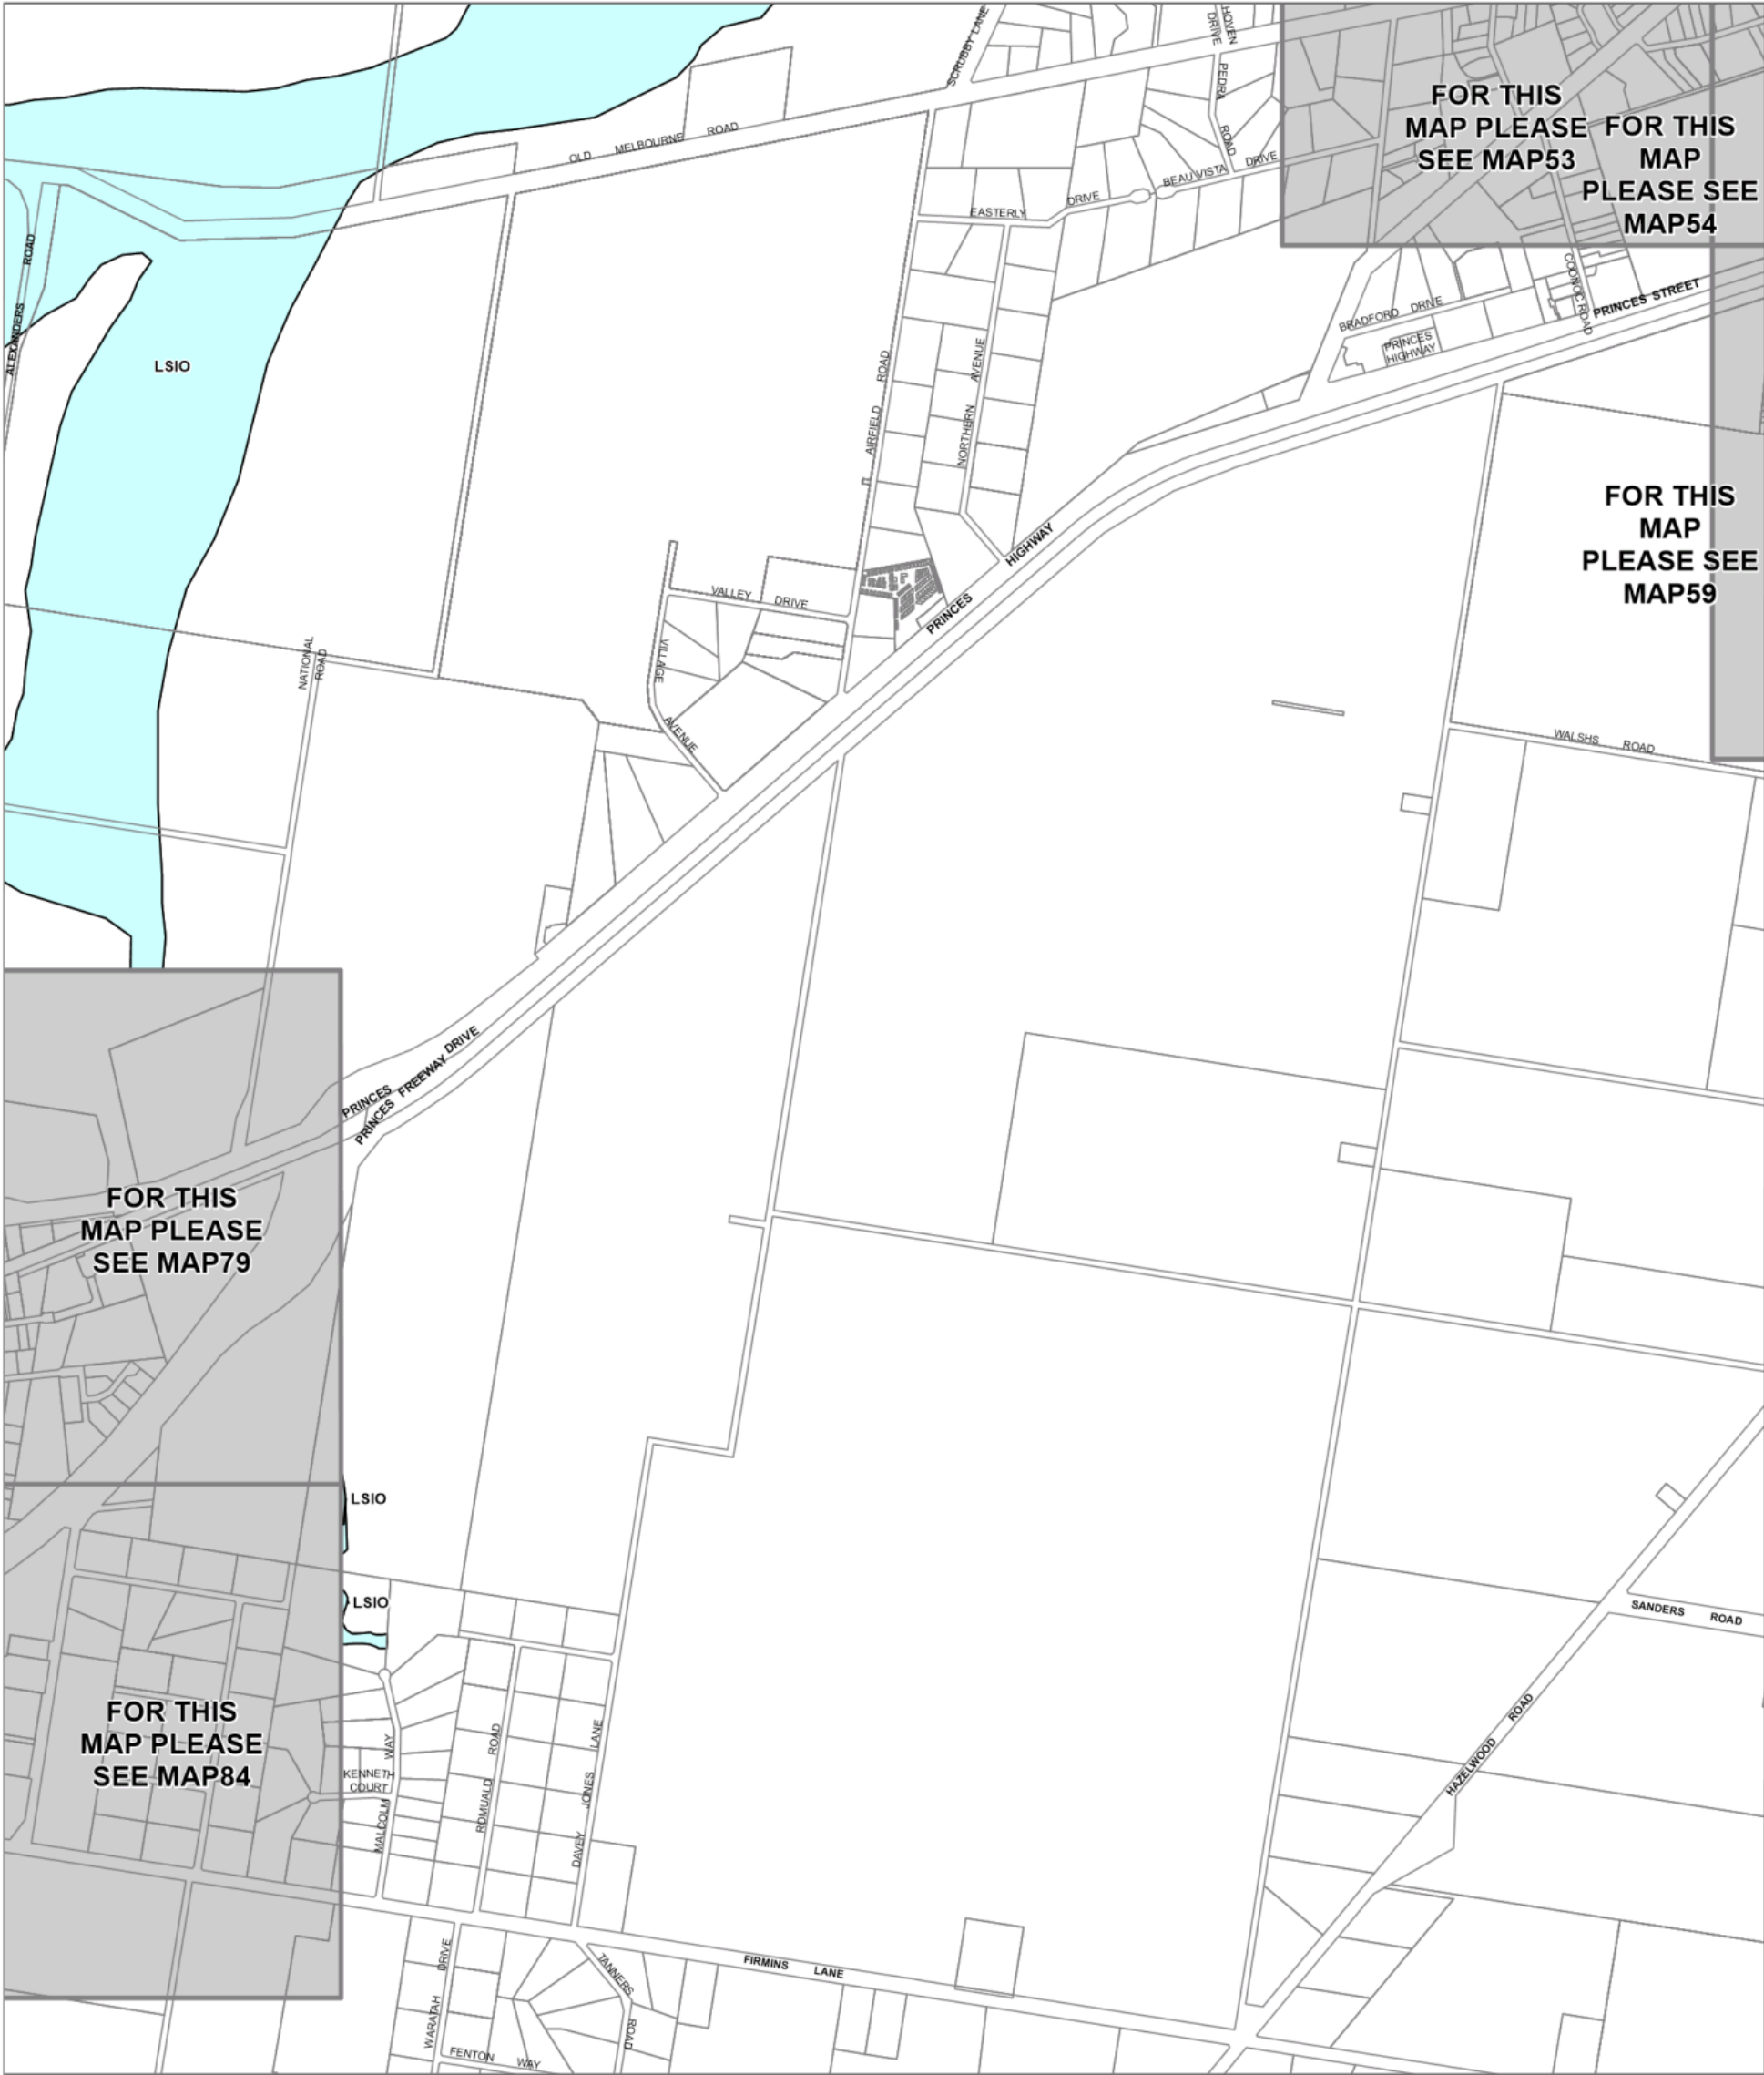 SCRUBBY LANE
HOVEN
DRIVE
PEDRA
ROAD
FOR THIS
MAP PLEASE
SEE MAP53
FOR THIS
MAP
PLEASE SEE
MAP54
OLD MELBOURNE ROAD
BEAU VISTA DRIVE
EASTERLY DRIVE
ALEXANDERS ROAD
LSIO
COONOC ROAD
PRINCES STREET
BRADFORD DRIVE
PRINCES
HIGHWAY
AIRFIELD ROAD
NORTHERN AVENUE
FOR THIS
MAP
PLEASE SEE
MAP59
PRINCES HIGHWAY
VALLEY DRIVE
VILLAGE AVENUE
NATIONAL
ROAD
WALSHS ROAD
PRINCES DRIVE
PRINCES FREEWAY
FOR THIS
MAP PLEASE
SEE MAP79
LSIO
LSIO
SANDERS ROAD
HAZELWOOD ROAD
FOR THIS
MAP PLEASE
SEE MAP84
KENNETH
COURT
MALCOLM WAY
ROMUALD ROAD
DAVEY JONES LANE
FIRMINS LANE
WARATAH DRIVE
TANNERS ROAD
FENTON WAY